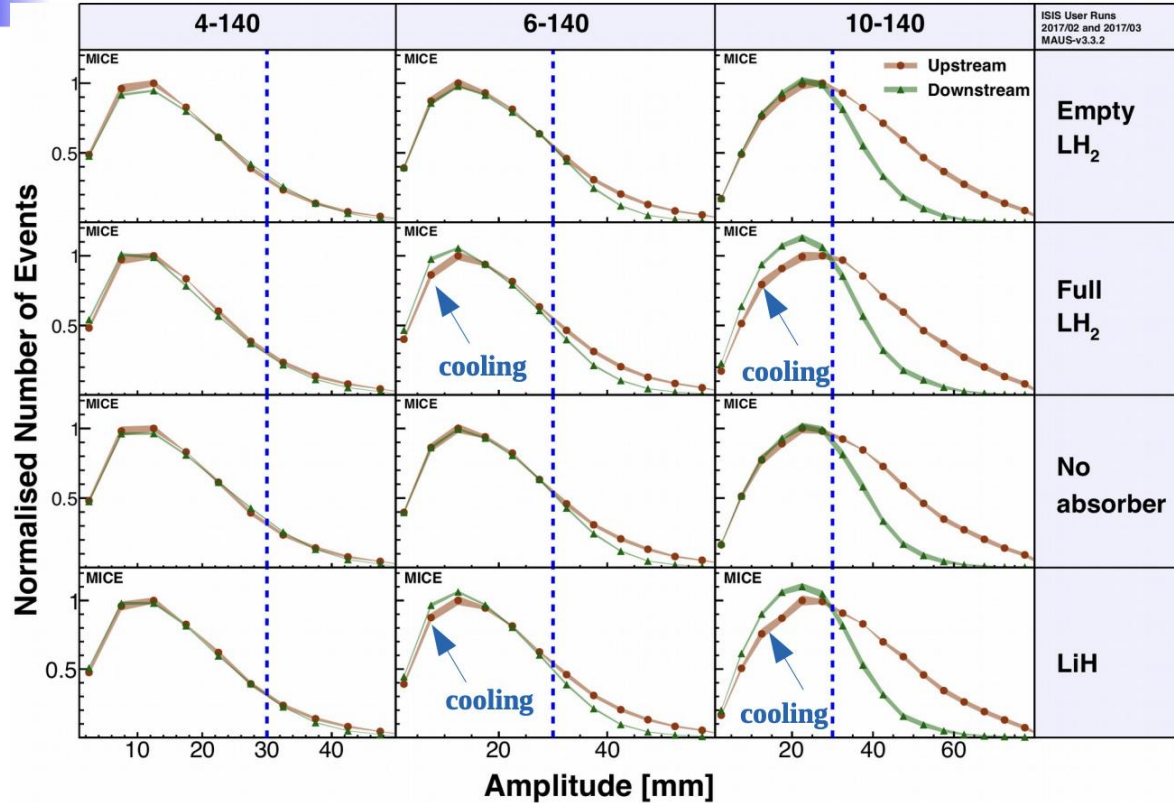 4-140
6-140
10-140
ISIS User Runs
2017/02 and 2017/03
MAUS-v3.3.2
MICE
MICE
MICE
Upstream
Downstream
1
0.5
Empty
LH2
MICE
MICE
MICE
1
0.5
cooling
cooling
Full
LH2
MICE
MICE
MICE
1
0.5
No
absorber
MICE
MICE
MICE
1
0.5
cooling
cooling
LiH
10
20
30
40
20
40
20
40
60
Normalised Number of Events
Amplitude [mm]